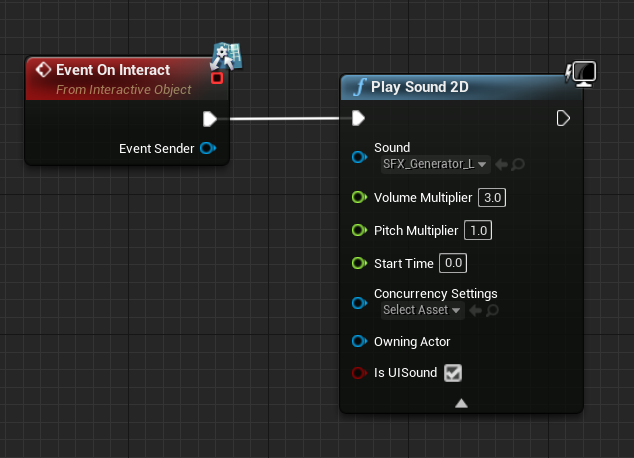 Event On Interact
From Interactive Object
Event Sender
f Play Sound 2D
Sound
SFX_Generator_L
Volume Multiplier 3.0
Pitch Multiplier 1.0
Start Time 0.0
Concurrency Settings
Select Asset
Owning Actor
Is UISound